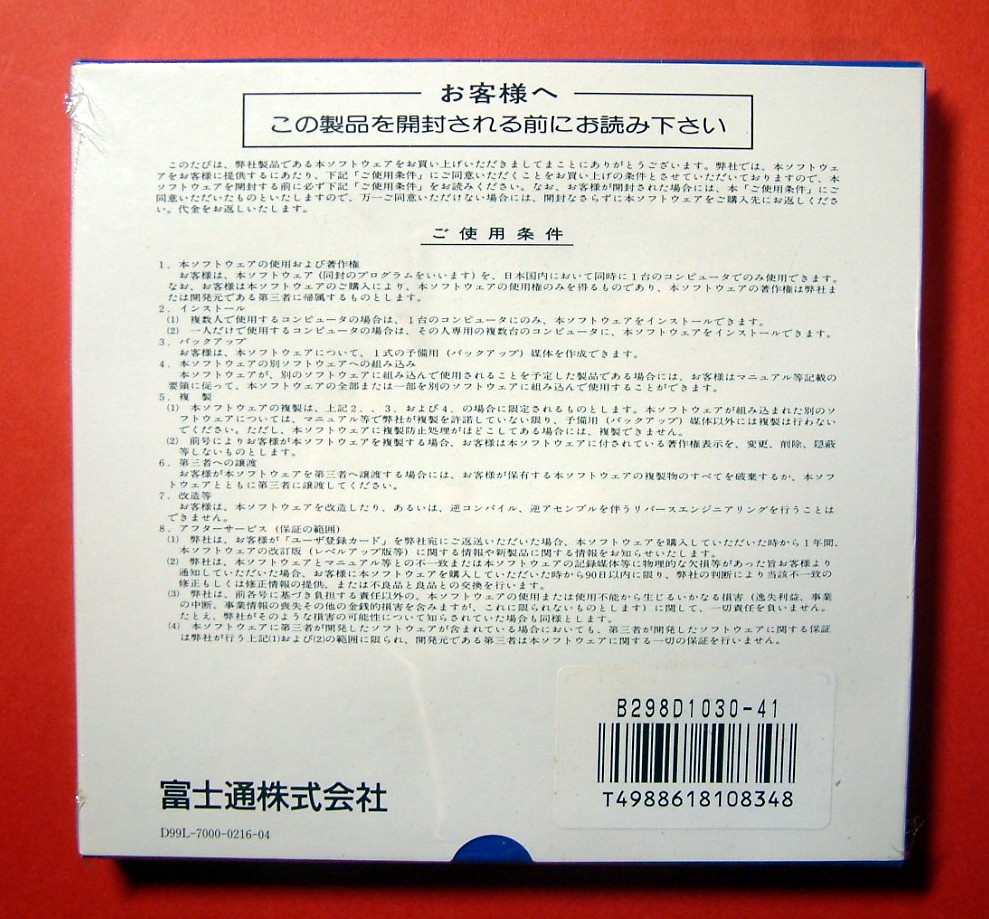 お客様へ
この製品を開封される前にお読み下さい
このたびは、弊社製品である本ソフトウェアをお買い上げいただきましてまことにありがとうございます。弊社では、本ソフトウェ
アをお客様に提供するにあたり、下記「ご使用条件」にご同意いただくことをお買い上げの条件とさせていただいておりますので、本
ソフトウェアを開封する前に必ず下記「ご使用条件」をお読みください。なお、お客様が開封された場合には、本「ご使用条件」にご
同意いただいたものといたしますので、万一ご同意いただけない場合には、開封なさらずに本ソフトウェアをご購入先にお返しくださ
い。代金をお返しいたします。
ご使用条件
1．本ソフトウェアの使用および著作権
お客様は、本ソフトウェア（同封のプログラムをいいます）を、日本国内において同時に1台のコンピュータでのみ使用できます。
なお、お客様は本ソフトウェアのご購入により、本ソフトウェアの使用権のみを得るものであり、本ソフトウェアの著作権は弊社ま
たは開発元である第三者に帰属するものとします。
2．インストール
(1) 複数人で使用するコンピュータの場合は、1台のコンピュータにのみ、本ソフトウェアをインストールできます。
(2) 一人だけで使用するコンピュータの場合は、その人専用の複数台のコンピュータに、本ソフトウェアをインストールできます。
3．バックアップ
お客様は、本ソフトウェアについて、1式の予備用（バックアップ）媒体を作成できます。
4．本ソフトウェアの別ソフトウェアへの組み込み
本ソフトウェアが、別のソフトウェアに組み込んで使用されることを予定した製品である場合には、お客様はマニュアル等記載の
要領に従って、本ソフトウェアの全部または一部を別のソフトウェアに組み込んで使用することができます。
5．複 製
(1) 本ソフトウェアの複製は、上記2．、3．および4．の場合に限定されるものとします。本ソフトウェアが組み込まれた別のソ
フトウェアについては、マニュアル等で弊社が複製を許諾していない限り、予備用（バックアップ）媒体以外には複製は行わない
でください。ただし、本ソフトウェアに複製防止処理がほどこしてある場合には、複製できません。
(2) 前号によりお客様が本ソフトウェアを複製する場合、お客様は本ソフトウェアに付されている著作権表示を、変更、削除、隠蔽
等しないものとします。
6．第三者への譲渡
お客様が本ソフトウェアを第三者へ譲渡する場合には、お客様が保有する本ソフトウェアの複製物のすべてを破棄するか、本ソフ
トウェアとともに第三者に譲渡してください。
7．改造等
お客様は、本ソフトウェアを改造したり、あるいは、逆コンパイル、逆アセンブルを伴うリバースエンジニアリングを行うことは
できません。
8．アフターサービス（保証の範囲）
(1) 弊社は、お客様が「ユーザ登録カード」を弊社宛にご返送いただいた場合、本ソフトウェアを購入していただいた時から1年間、
本ソフトウェアの改訂版（レベルアップ版等）に関する情報や新製品に関する情報をお知らせいたします。
(2) 弊社は、本ソフトウェアとマニュアル等との不一致または本ソフトウェアの記録媒体等に物理的な欠損等があった旨お客様より
通知していただいた場合、お客様に本ソフトウェアを購入していただいた時から90日以内に限り、弊社の判断により当該不一致の
修正もしくは修正情報の提供、または不良品と良品との交換を行います。
(3) 弊社は、前各号に基づき負担する責任以外の、本ソフトウェアの使用または使用不能から生じるいかなる損害（逸失利益、事業
の中断、事業情報の喪失その他の金銭的損害を含みますが、これに限られないものとします）に関して、一切責任を負いません。
たとえ、弊社がそのような損害の可能性について知らされていた場合も同様とします。
(4) 本ソフトウェアに第三者が開発したソフトウェアが含まれている場合においても、第三者が開発したソフトウェアに関する保証
は弊社が行う上記(1)および(2)の範囲に限られ、開発元である第三者は本ソフトウェアに関する一切の保証を行いません。
B298D1030-41
T4988618108348
富士通株式会社
D99L-7000-0216-04